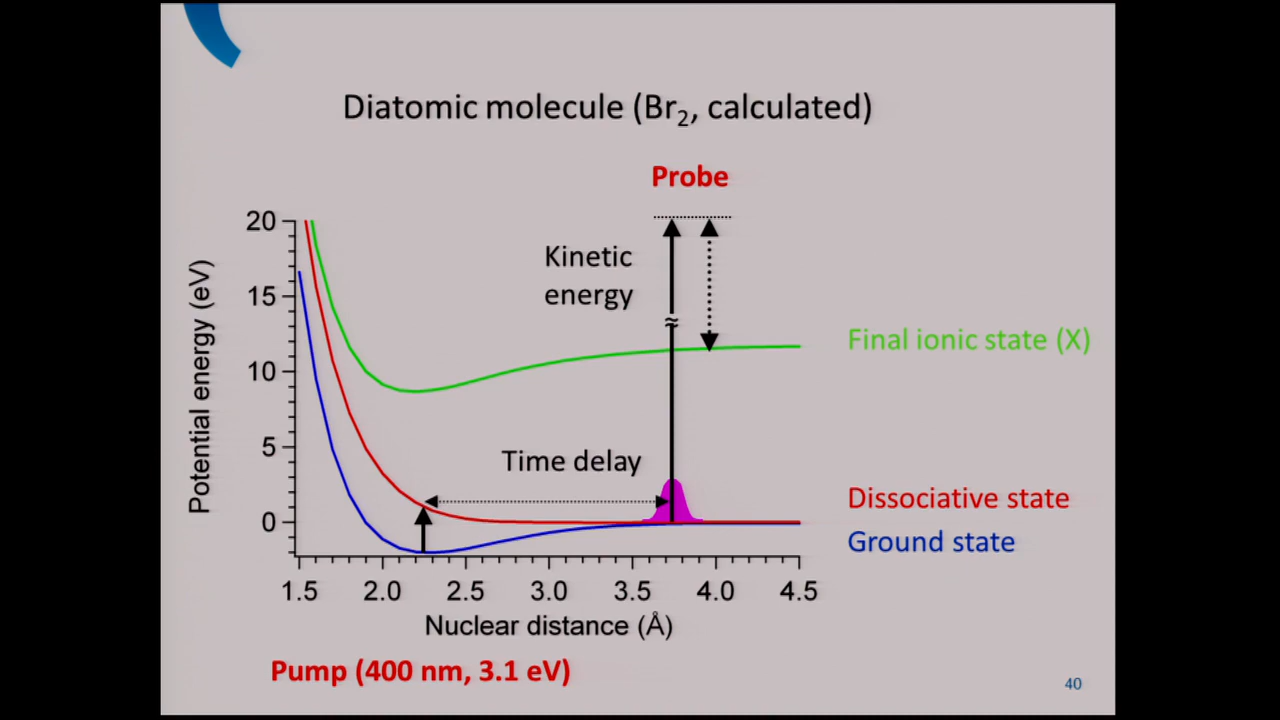 Diatomic molecule (Br₂, calculated)
Probe
Kinetic
energy
Potential energy (eV)
20
15
10
5
0
≈
Final ionic state (X)
Time delay
Dissociative state
Ground state
1.5 2.0 2.5 3.0 3.5 4.0 4.5
Nuclear distance (Å)
Pump (400 nm, 3.1 eV)
40